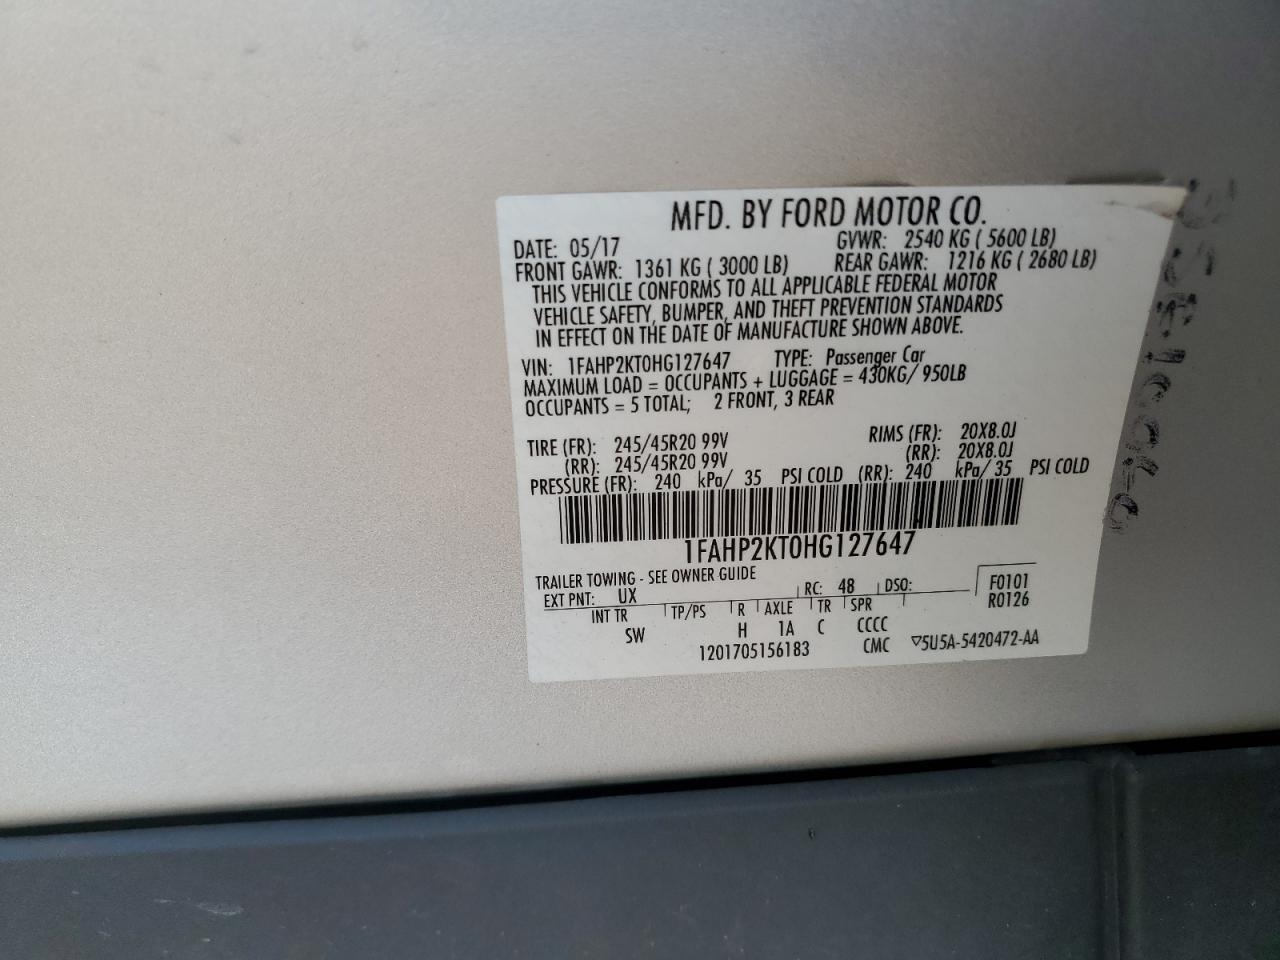 MFD. BY FORD MOTOR CO.
DATE: 05/17 GVWR: 2540 KG ( 5600 LB)
FRONT GAWR: 1361 KG ( 3000 LB) REAR GAWR: 1216 KG ( 2680 LB)
THIS VEHICLE CONFORMS TO ALL APPLICABLE FEDERAL MOTOR
VEHICLE SAFETY, BUMPER, AND THEFT PREVENTION STANDARDS
IN EFFECT ON THE DATE OF MANUFACTURE SHOWN ABOVE.
VIN: 1FAHP2KT0HG127647 TYPE: Passenger Car
MAXIMUM LOAD = OCCUPANTS + LUGGAGE = 430KG/ 950LB
OCCUPANTS = 5 TOTAL; 2 FRONT, 3 REAR
TIRE (FR): 245/45R20 99V RIMS (FR): 20X8.0J
(RR): 245/45R20 99V (RR): 20X8.0J
PRESSURE (FR): 240 kPa/ 35 PSI COLD (RR): 240 kPa/ 35 PSI COLD
1FAHP2KT0HG127647
TRAILER TOWING - SEE OWNER GUIDE
EXT PNT: UX RC: 48 DSO: F0101
R0126
INT TR TP/PS R AXLE TR SPR
SW H 1A C CCCC
1201705156183 CMC ▽5U5A-5420472-AA